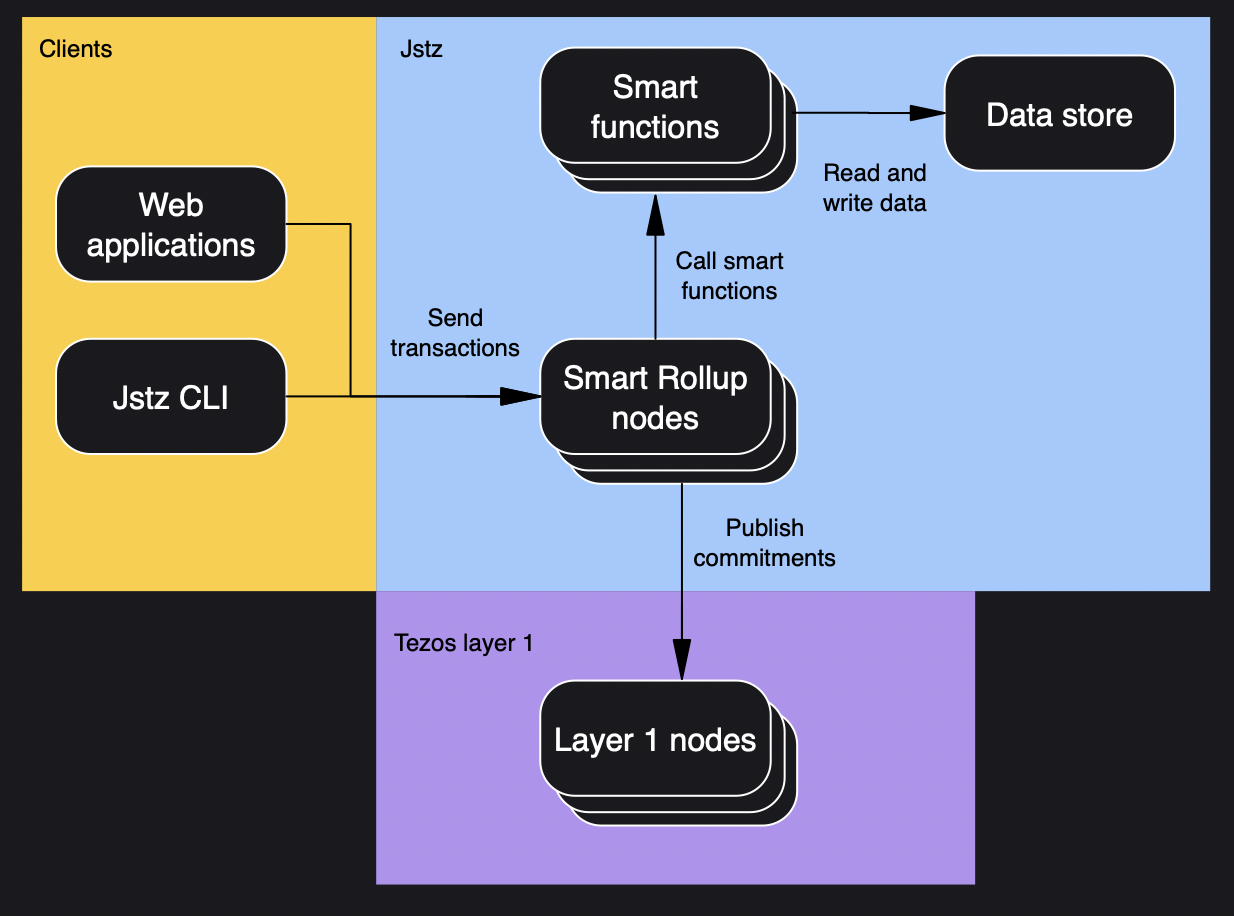 Clients
Jstz
Smart
functions
Data store
Read and
write data
Web
applications
Call smart
functions
Send
transactions
Jstz CLI
Smart Rollup
nodes
Publish
commitments
Tezos layer 1
Layer 1 nodes